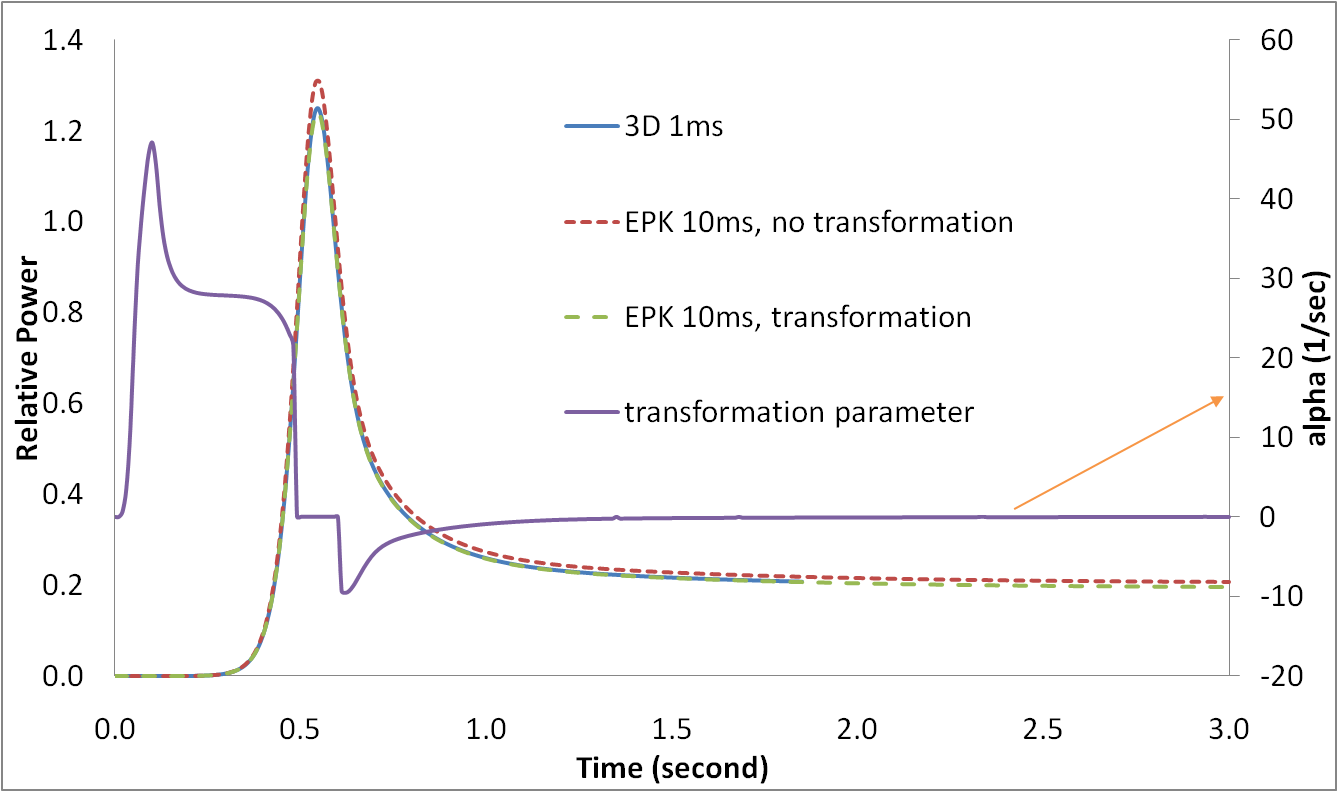 1.4
1.2
1.0
0.8
0.6
0.4
0.2
0.0
Relative Power
3D 1ms
EPK 10ms, no transformation
EPK 10ms, transformation
transformation parameter
60
50
40
30
20
10
0
-10
-20
alpha (1/sec)
0.0 0.5 1.0 1.5 2.0 2.5 3.0
Time (second)